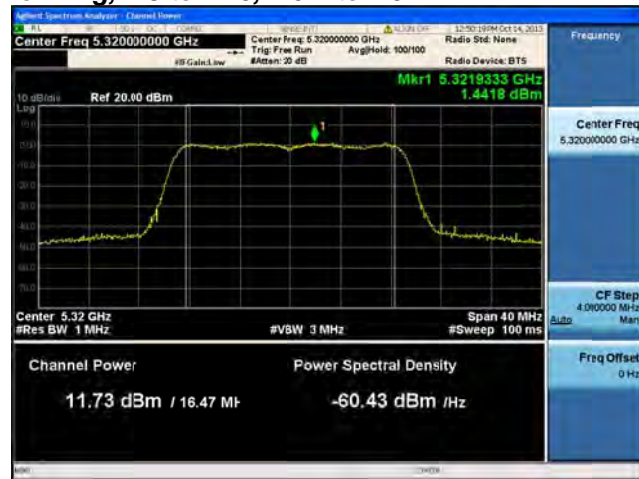 Agilent Spectrum Analyzer - Channel Power
Center Freq 5.320000000 GHz
#IFGain:Low
Center Freq: 5.320000000 GHz
Trig: Free Run Avg|Hold: 100/100
#Atten: 20 dB
12:50:19 PM Oct 14, 2013
Radio Std: None
Radio Device: BTS
Frequency
Mkr1 5.3219333 GHz
1.4418 dBm
10 dB/div Ref 20.00 dBm
Log
1
Center Freq
5.320000000 GHz
Center 5.32 GHz
Span 40 MHz
#Res BW 1 MHz
#VBW 3 MHz
#Sweep 100 ms
CF Step
4.000000 MHz
Auto Man
Channel Power
Power Spectral Density
Freq Offset
0 Hz
11.73 dBm / 16.47 MH
-60.43 dBm /Hz